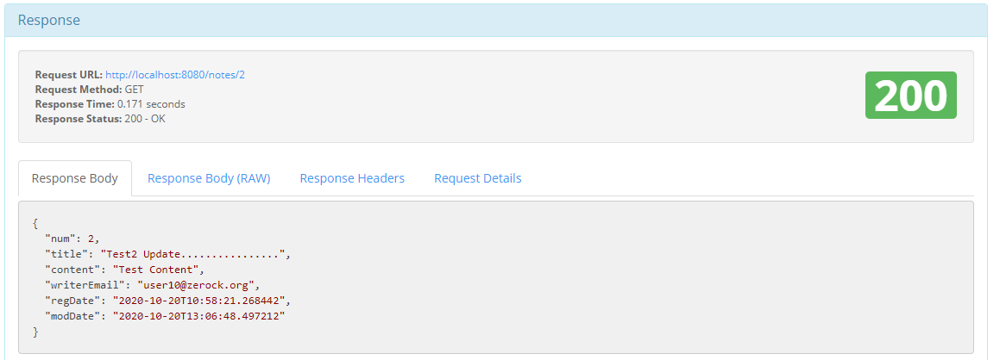 Response
Request URL: http://localhost:8080/notes/2
Request Method: GET
Response Time: 0.171 seconds
Response Status: 200 - OK
200
Response Body Response Body (RAW) Response Headers Request Details
{
"num": 2,
"title": "Test2 Update................",
"content": "Test Content",
"writerEmail": "user10@zerock.org",
"regDate": "2020-10-20T10:58:21.268442",
"modDate": "2020-10-20T13:06:48.497212"
}